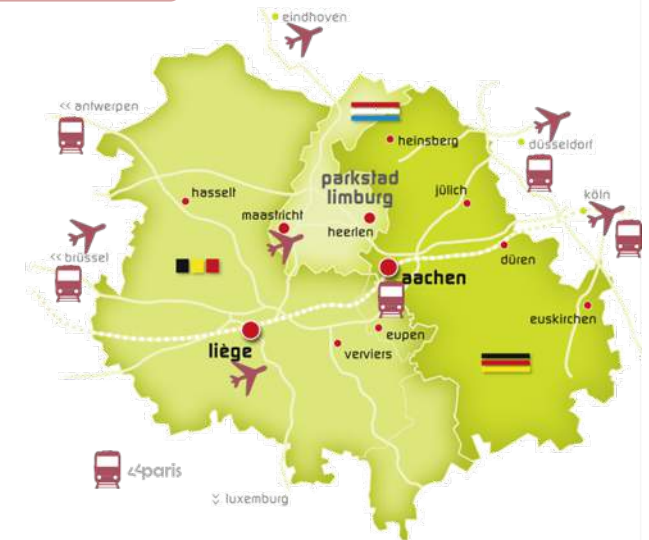 eindhoven
<< antwerpen
heinsberg
düsseldorf
parkstad
limburg
hasselt
jülich
köln
maastricht
heerlen
<< brüssel
düren
aachen
euskirchen
liège
eupen
verviers
<<paris
luxemburg